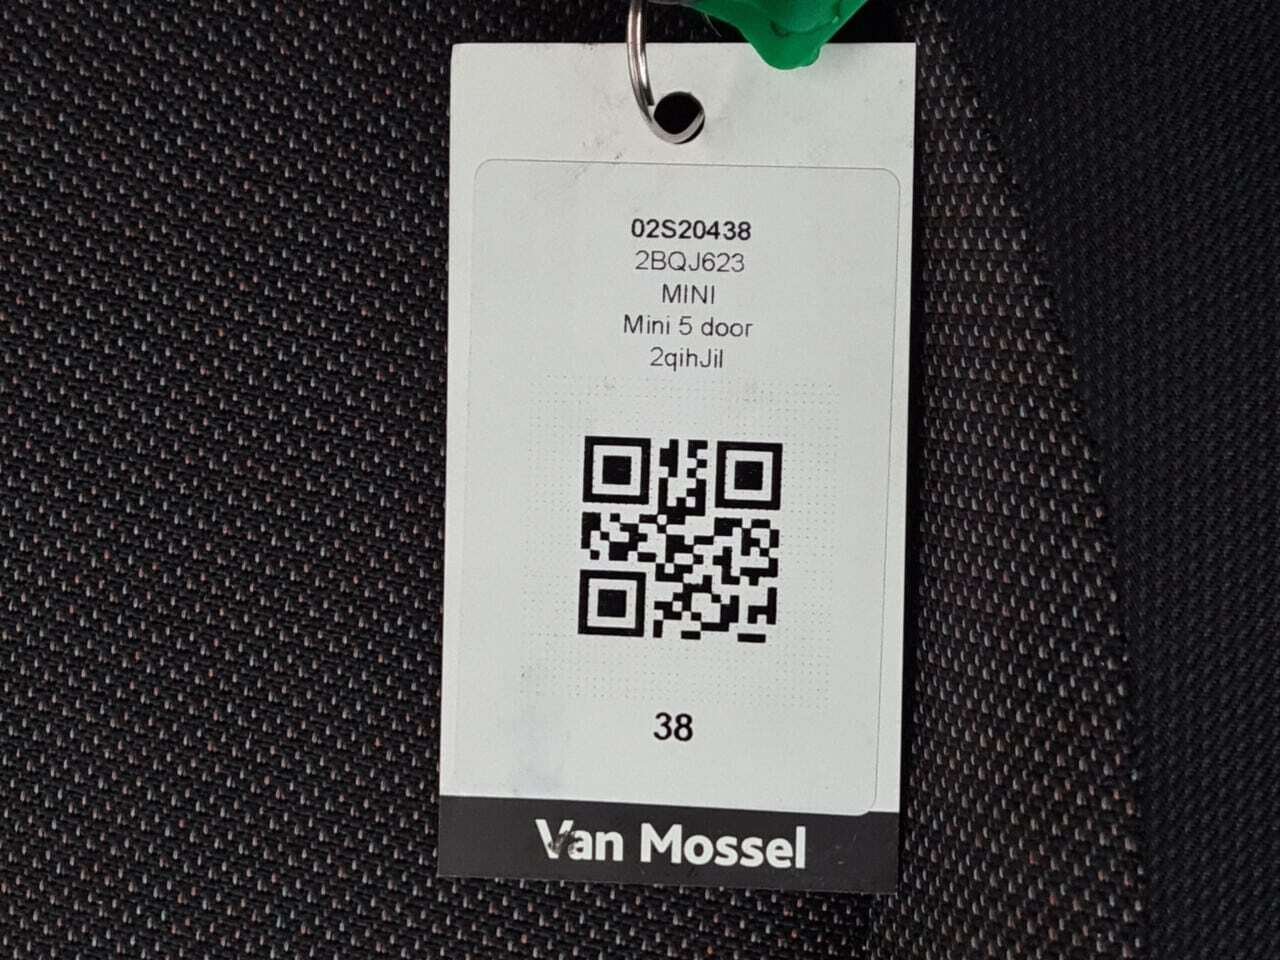 02S20438
2BQJ623
MINI
Mini 5 door
2qihJil
38
Van Mossel